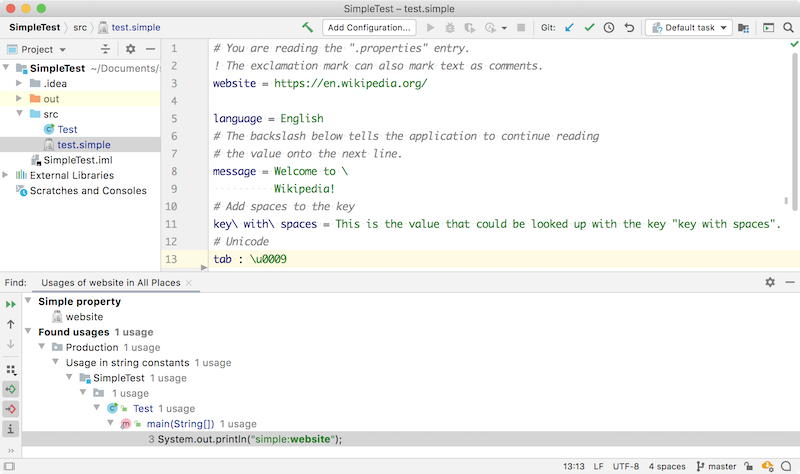 SimpleTest – test.simple
SimpleTest src test.simple Add Configuration... Git: Default task
Project
SimpleTest ~/Documents/s
.idea
out
src
Test
test.simple
SimpleTest.iml
External Libraries
Scratches and Consoles
1 # You are reading the ".properties" entry.
2 ! The exclamation mark can also mark text as comments.
3 website = https://en.wikipedia.org/
4
5 language = English
6 # The backslash below tells the application to continue reading
7 # the value onto the next line.
8 message = Welcome to \
9 Wikipedia!
10 # Add spaces to the key
11 key\ with\ spaces = This is the value that could be looked up with the key "key with spaces".
12 # Unicode
13 tab : \u0009
Find: Usages of website in All Places
Simple property
website
Found usages 1 usage
Production 1 usage
Usage in string constants 1 usage
SimpleTest 1 usage
1 usage
Test 1 usage
main(String[]) 1 usage
3 System.out.println("simple:website");
13:13 LF UTF-8 4 spaces master